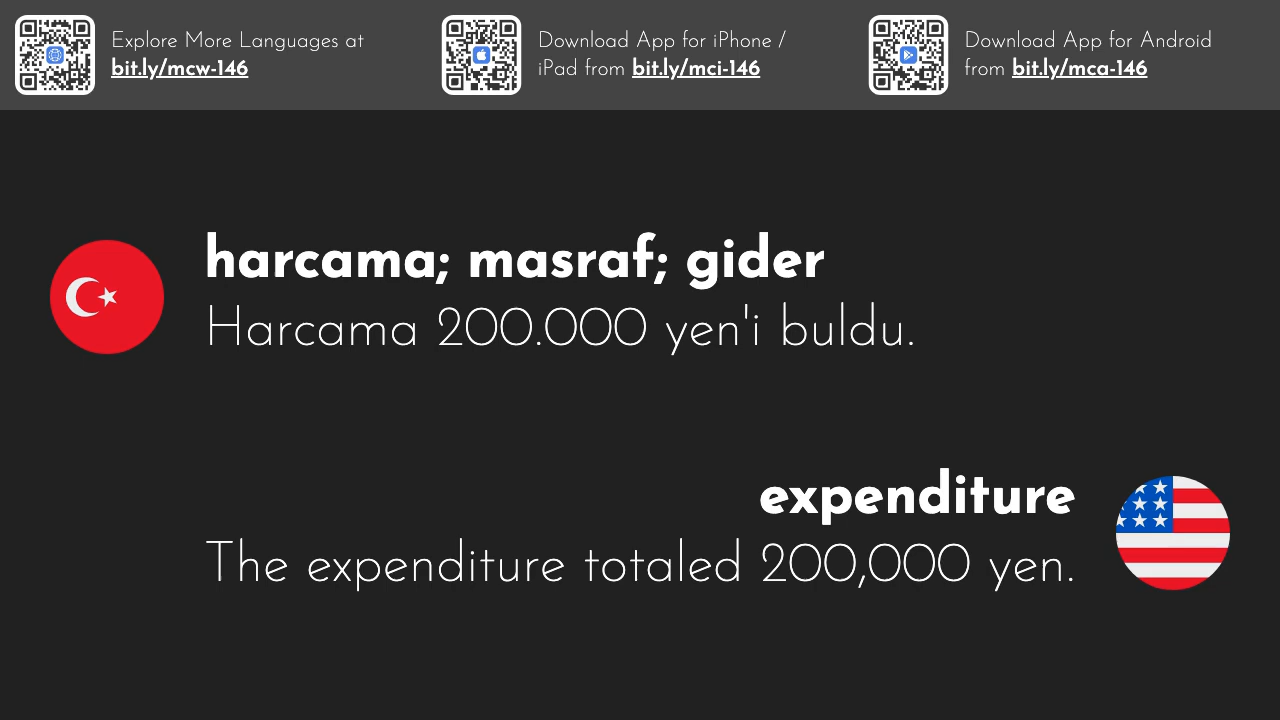 Explore More Languages at
bit.ly/mcw-146
Download App for iPhone /
iPad from bit.ly/mci-146
Download App for Android
from bit.ly/mca-146
harcama; masraf; gider
Harcama 200.000 yen'i buldu.
expenditure
The expenditure totaled 200,000 yen.